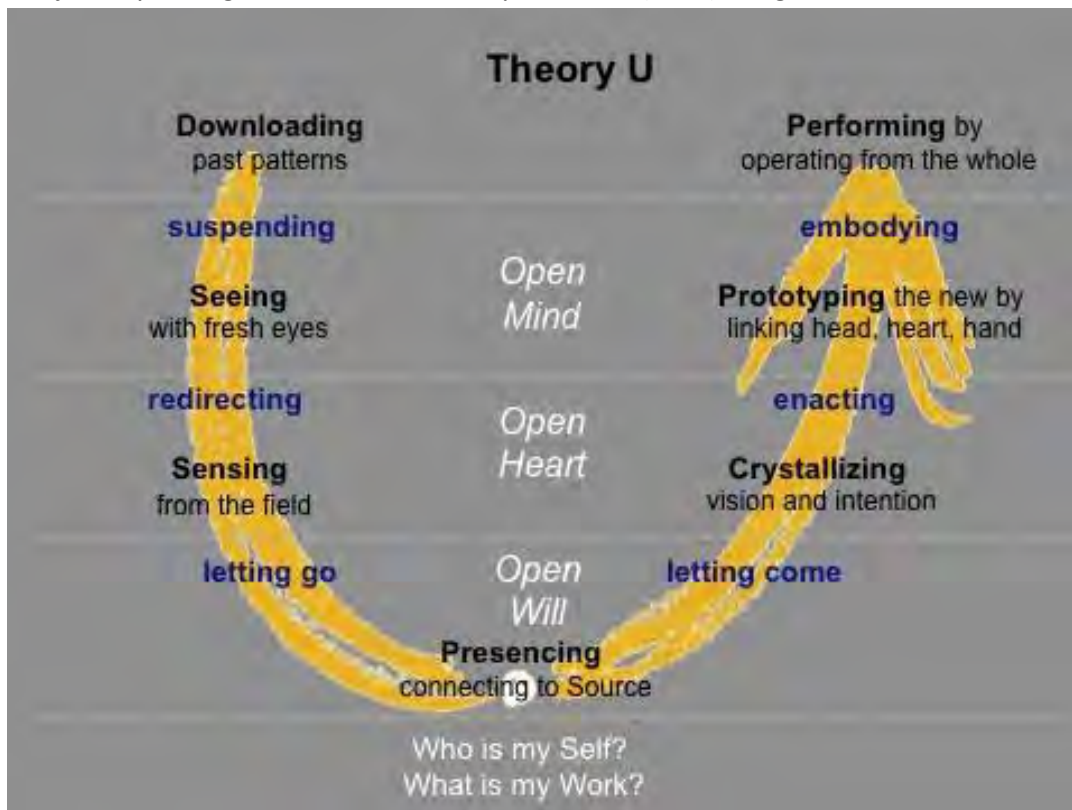 Theory U
Downloading
past patterns
Performing by
operating from the whole
suspending
embodying
Open
Mind
Seeing
with fresh eyes
Prototyping the new by
linking head, heart, hand
redirecting
enacting
Open
Heart
Sensing
from the field
Crystallizing
vision and intention
letting go
Open
Will
letting come
Presencing
connecting to Source
Who is my Self?
What is my Work?